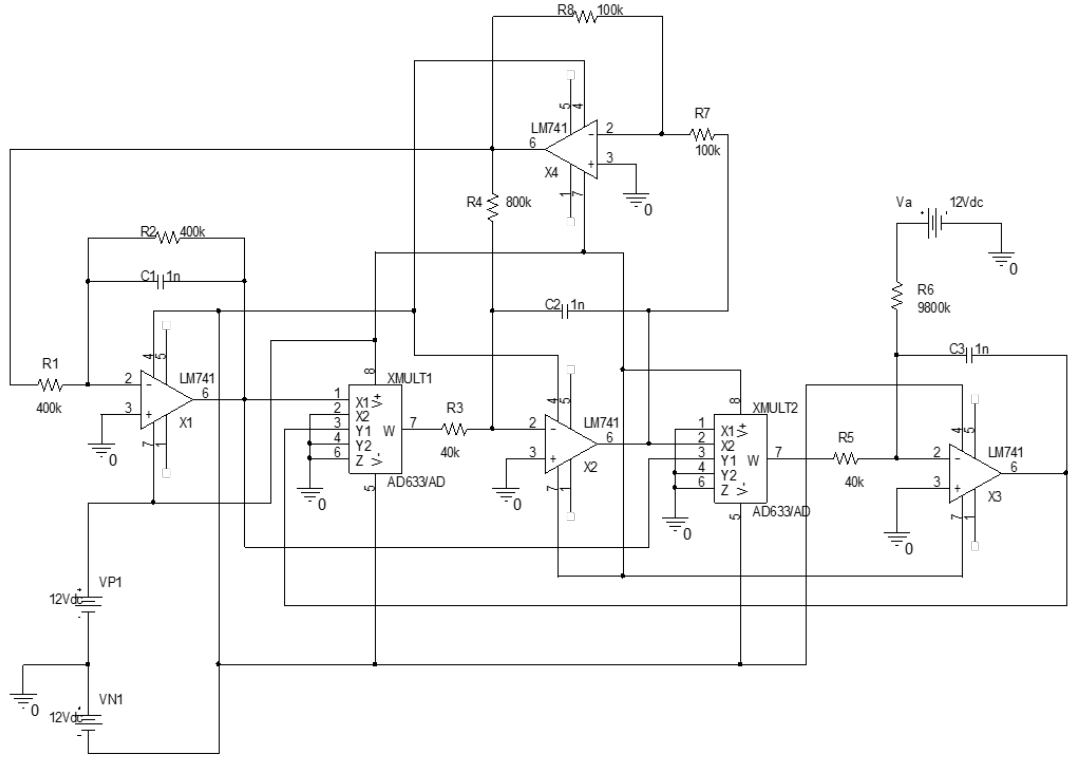 R8 100k
5 4
LM741
2
R7
6
100k
3
X4
1 7
0
R4 800k
Va 12Vdc
0
R2 400k
C1 1n
C2 1n
R6
9800k
C3 1n
R1
400k
4 5
LM741
2
6
3
X1
7 1
0
8
XMULT1
1 X1 V+
2 X2
3 Y1 W 7
4 Y2
6 Z V-
5
AD633/AD
0
R3
40k
4 5
LM741
2
6
3
X2
7 1
0
8
XMULT2
1 X1 V+
2 X2
3 Y1 W 7
4 Y2
6 Z V-
5
AD633/AD
0
R5
40k
4 5
LM741
2
6
3
X3
7 1
0
VP1
12Vdc
0
VN1
12Vdc